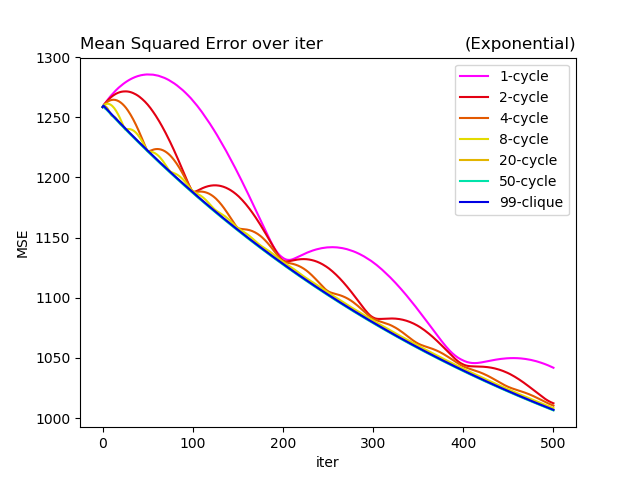 Mean Squared Error over iter (Exponential)
1300
1250
1200
1150
1100
1050
1000
MSE
1-cycle
2-cycle
4-cycle
8-cycle
20-cycle
50-cycle
99-clique
0 100 200 300 400 500
iter